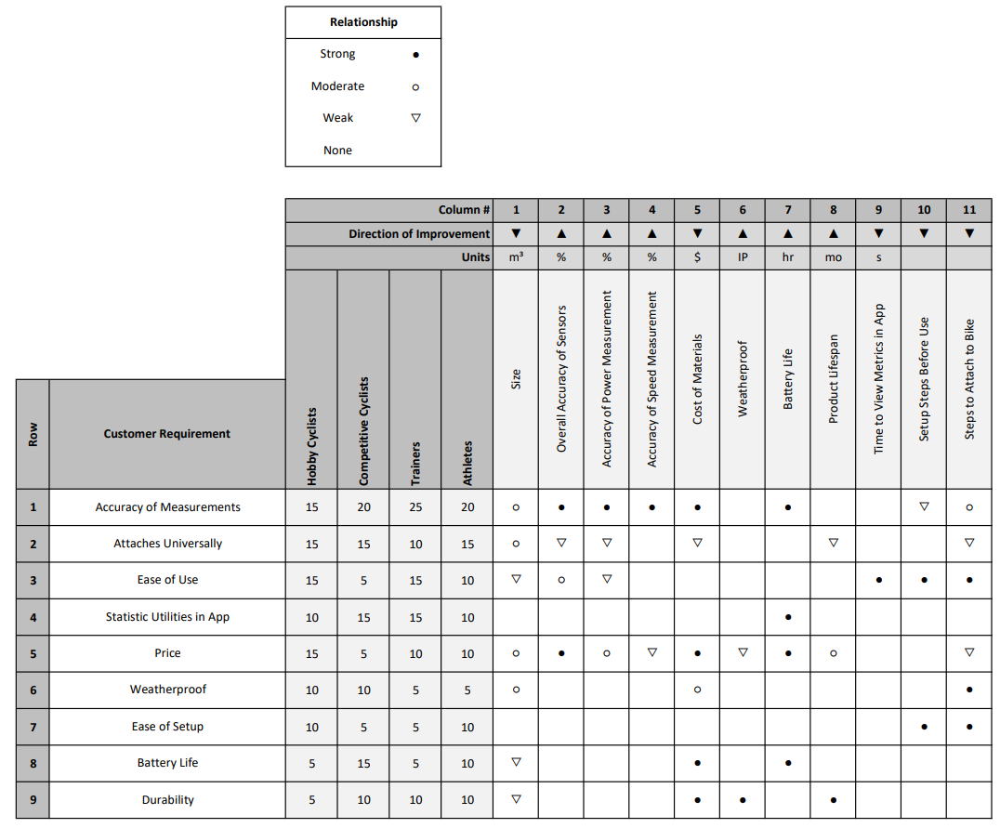 Relationship
Strong ●
Moderate ○
Weak ▽
None
Column # 1 2 3 4 5 6 7 8 9 10 11
Direction of Improvement ▼ ▲ ▲ ▲ ▼ ▲ ▲ ▲ ▼ ▼ ▼
Units m³ % % % $ IP hr mo s
Row
Customer Requirement
Hobby Cyclists
Competitive Cyclists
Trainers
Athletes
Size
Overall Accuracy of Sensors
Accuracy of Power Measurement
Accuracy of Speed Measurement
Cost of Materials
Weatherproof
Battery Life
Product Lifespan
Time to View Metrics in App
Setup Steps Before Use
Steps to Attach to Bike
1 Accuracy of Measurements 15 20 25 20 ○ ● ● ● ● ● ▽ ○
2 Attaches Universally 15 15 10 15 ○ ▽ ▽ ▽ ▽ ▽
3 Ease of Use 15 5 15 10 ▽ ○ ▽ ● ● ●
4 Statistic Utilities in App 10 15 15 10 ●
5 Price 15 5 10 10 ○ ● ○ ▽ ● ▽ ● ○ ▽
6 Weatherproof 10 10 5 5 ○ ○ ●
7 Ease of Setup 10 5 5 10 ● ●
8 Battery Life 5 15 5 10 ▽ ● ●
9 Durability 5 10 10 10 ▽ ● ● ●